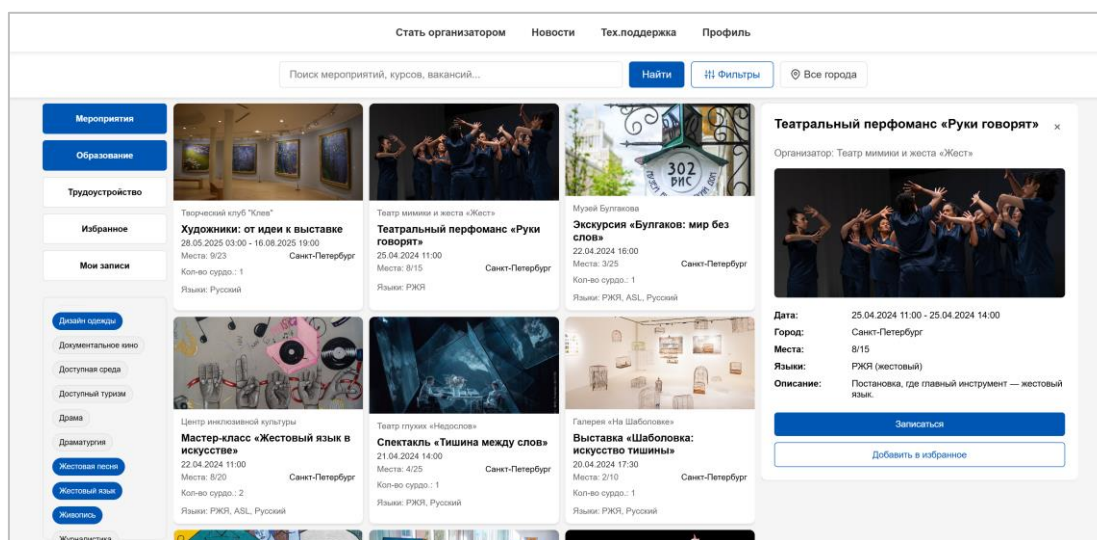 Стать организатором
Новости
Тех.поддержка
Профиль
Поиск мероприятий, курсов, вакансий...
Найти
Фильтры
Все города
Мероприятия
Образование
Трудоустройство
Избранное
Мои записи
Дизайн одежды
Документальное кино
Доступная среда
Доступный туризм
Драма
Драматургия
Жестовая песня
Жестовый язык
Живопись
Журналистика
Творческий клуб "Клев"
Художники: от идеи к выставке
28.05.2025 03:00 - 16.08.2025 19:00
Места: 9/23 Санкт-Петербург
Кол-во сурдо.: 1
Языки: Русский
Театр мимики и жеста «Жест»
Театральный перфоманс «Руки
говорят»
25.04.2024 11:00
Места: 8/15 Санкт-Петербург
Языки: РЖЯ
302
БИС
Музей Булгакова
Экскурсия «Булгаков: мир без
слов»
22.04.2024 16:00
Места: 3/25 Санкт-Петербург
Кол-во сурдо.: 1
Языки: РЖЯ, ASL, Русский
Центр инклюзивной культуры
Мастер-класс «Жестовый язык в
искусстве»
22.04.2024 11:00
Места: 8/20 Санкт-Петербург
Кол-во сурдо.: 2
Языки: РЖЯ, ASL, Русский
Театр глухих «Недослов»
Спектакль «Тишина между слов»
21.04.2024 14:00
Места: 4/25 Санкт-Петербург
Кол-во сурдо.: 1
Языки: РЖЯ, Русский
Галерея «На Шаболовке»
Выставка «Шаболовка:
искусство тишины»
20.04.2024 17:30
Места: 2/10 Санкт-Петербург
Кол-во сурдо.: 1
Языки: РЖЯ, Русский
Театральный перфоманс «Руки говорят» ×
Организатор: Театр мимики и жеста «Жест»
Дата: 25.04.2024 11:00 - 25.04.2024 14:00
Город: Санкт-Петербург
Места: 8/15
Языки: РЖЯ (жестовый)
Описание: Постановка, где главный инструмент — жестовый
язык.
Записаться
Добавить в избранное